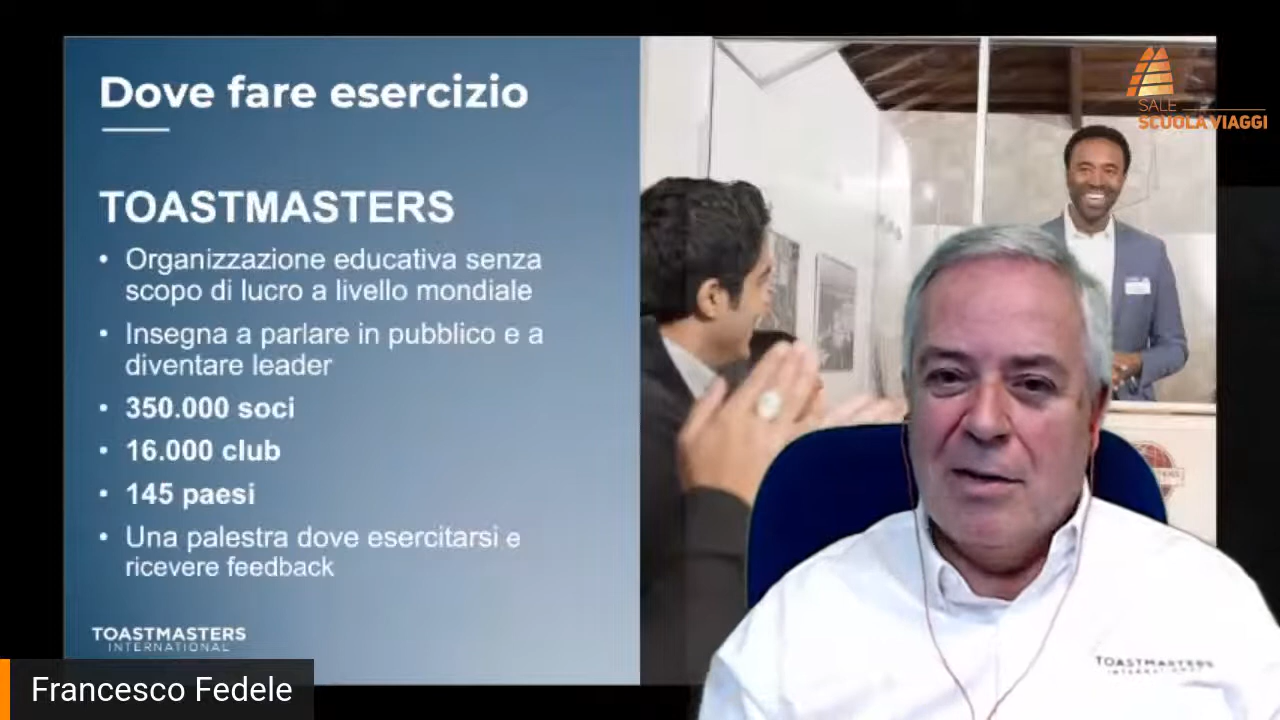 Dove fare esercizio
SALE
SCUOLA VIAGGI
TOASTMASTERS
• Organizzazione educativa senza
scopo di lucro a livello mondiale
• Insegna a parlare in pubblico e a
diventare leader
• 350.000 soci
• 16.000 club
• 145 paesi
• Una palestra dove esercitarsi e
ricevere feedback
TOASTMASTERS
INTERNATIONAL
TOASTMASTERS
INTERNATIONAL
Francesco Fedele